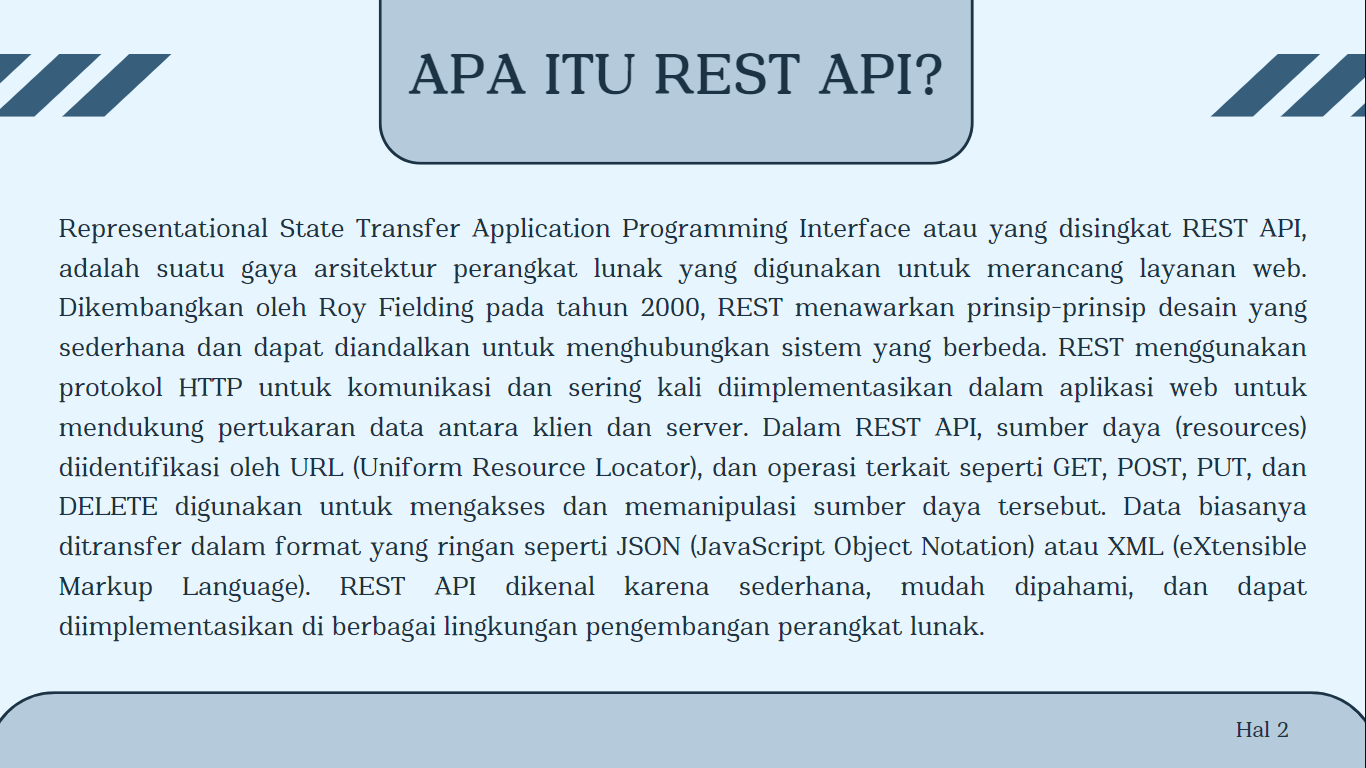 APA ITU REST API?
Representational State Transfer Application Programming Interface atau yang disingkat REST API,
adalah suatu gaya arsitektur perangkat lunak yang digunakan untuk merancang layanan web.
Dikembangkan oleh Roy Fielding pada tahun 2000, REST menawarkan prinsip-prinsip desain yang
sederhana dan dapat diandalkan untuk menghubungkan sistem yang berbeda. REST menggunakan
protokol HTTP untuk komunikasi dan sering kali diimplementasikan dalam aplikasi web untuk
mendukung pertukaran data antara klien dan server. Dalam REST API, sumber daya (resources)
diidentifikasi oleh URL (Uniform Resource Locator), dan operasi terkait seperti GET, POST, PUT, dan
DELETE digunakan untuk mengakses dan memanipulasi sumber daya tersebut. Data biasanya
ditransfer dalam format yang ringan seperti JSON (JavaScript Object Notation) atau XML (eXtensible
Markup Language). REST API dikenal karena sederhana, mudah dipahami, dan dapat
diimplementasikan di berbagai lingkungan pengembangan perangkat lunak.
Hal 2